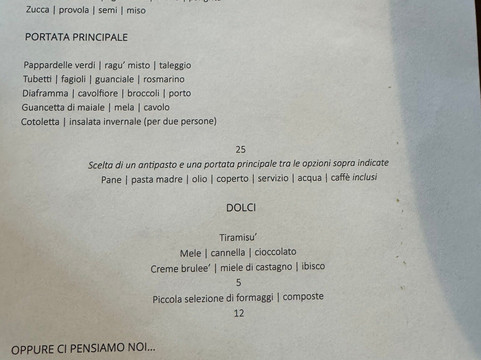 Zucca | provola | semi | miso
PORTATA PRINCIPALE
Pappardelle verdi | ragu' misto | taleggio
Tubetti | fagioli | guanciale | rosmarino
Diaframma | cavolfiore | broccoli | porto
Guancetta di maiale | mela | cavolo
Cotoletta | insalata invernale (per due persone)
25
Scelta di un antipasto e una portata principale tra le opzioni sopra indicate
Pane | pasta madre | olio | coperto | servizio | acqua | caffè inclusi
DOLCI
Tiramisu'
Mele | cannella | cioccolato
Creme brulee' | miele di castagno | ibisco
5
Piccola selezione di formaggi | composte
12
OPPURE CI PENSIAMO NOI...